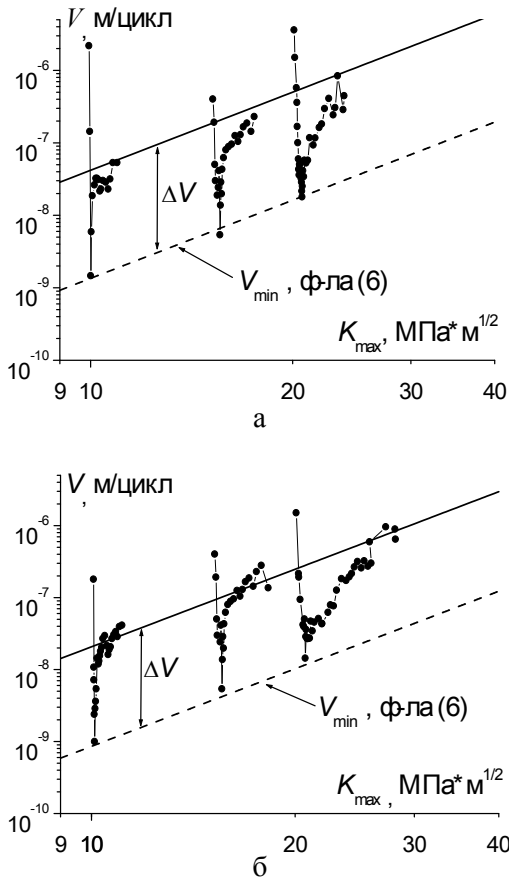 V, м/цикл
10⁻⁶
10⁻⁷
ΔV
10⁻⁸
10⁻⁹
V_min , ф-ла (6)
K_max, МПа*м^1/2
10⁻¹⁰
9 10 20 30 40
а
V, м/цикл
10⁻⁶
10⁻⁷
10⁻⁸
ΔV
V_min , ф-ла (6)
10⁻⁹
K_max , МПа*м^1/2
10⁻¹⁰
9 10 20 30 40
б